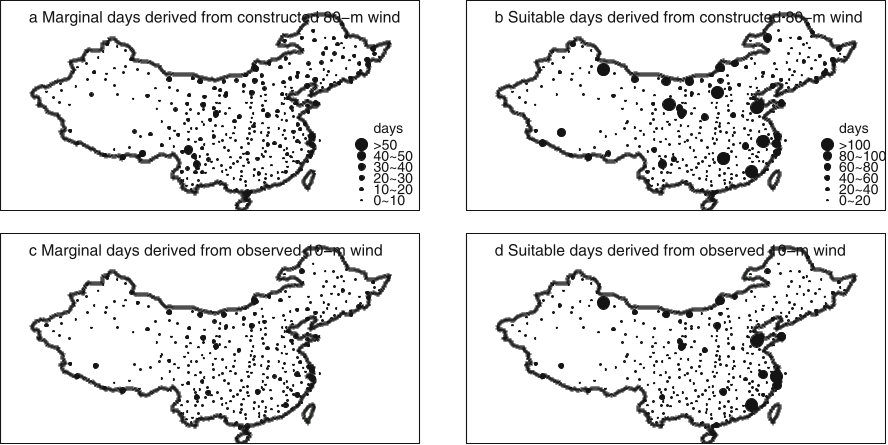 a Marginal days derived from constructed 80−m wind
days
>50
40~50
30~40
20~30
10~20
0~10
b Suitable days derived from constructed 80−m wind
days
>100
80~100
60~80
40~60
20~40
0~20
c Marginal days derived from observed 10−m wind
d Suitable days derived from observed 10−m wind